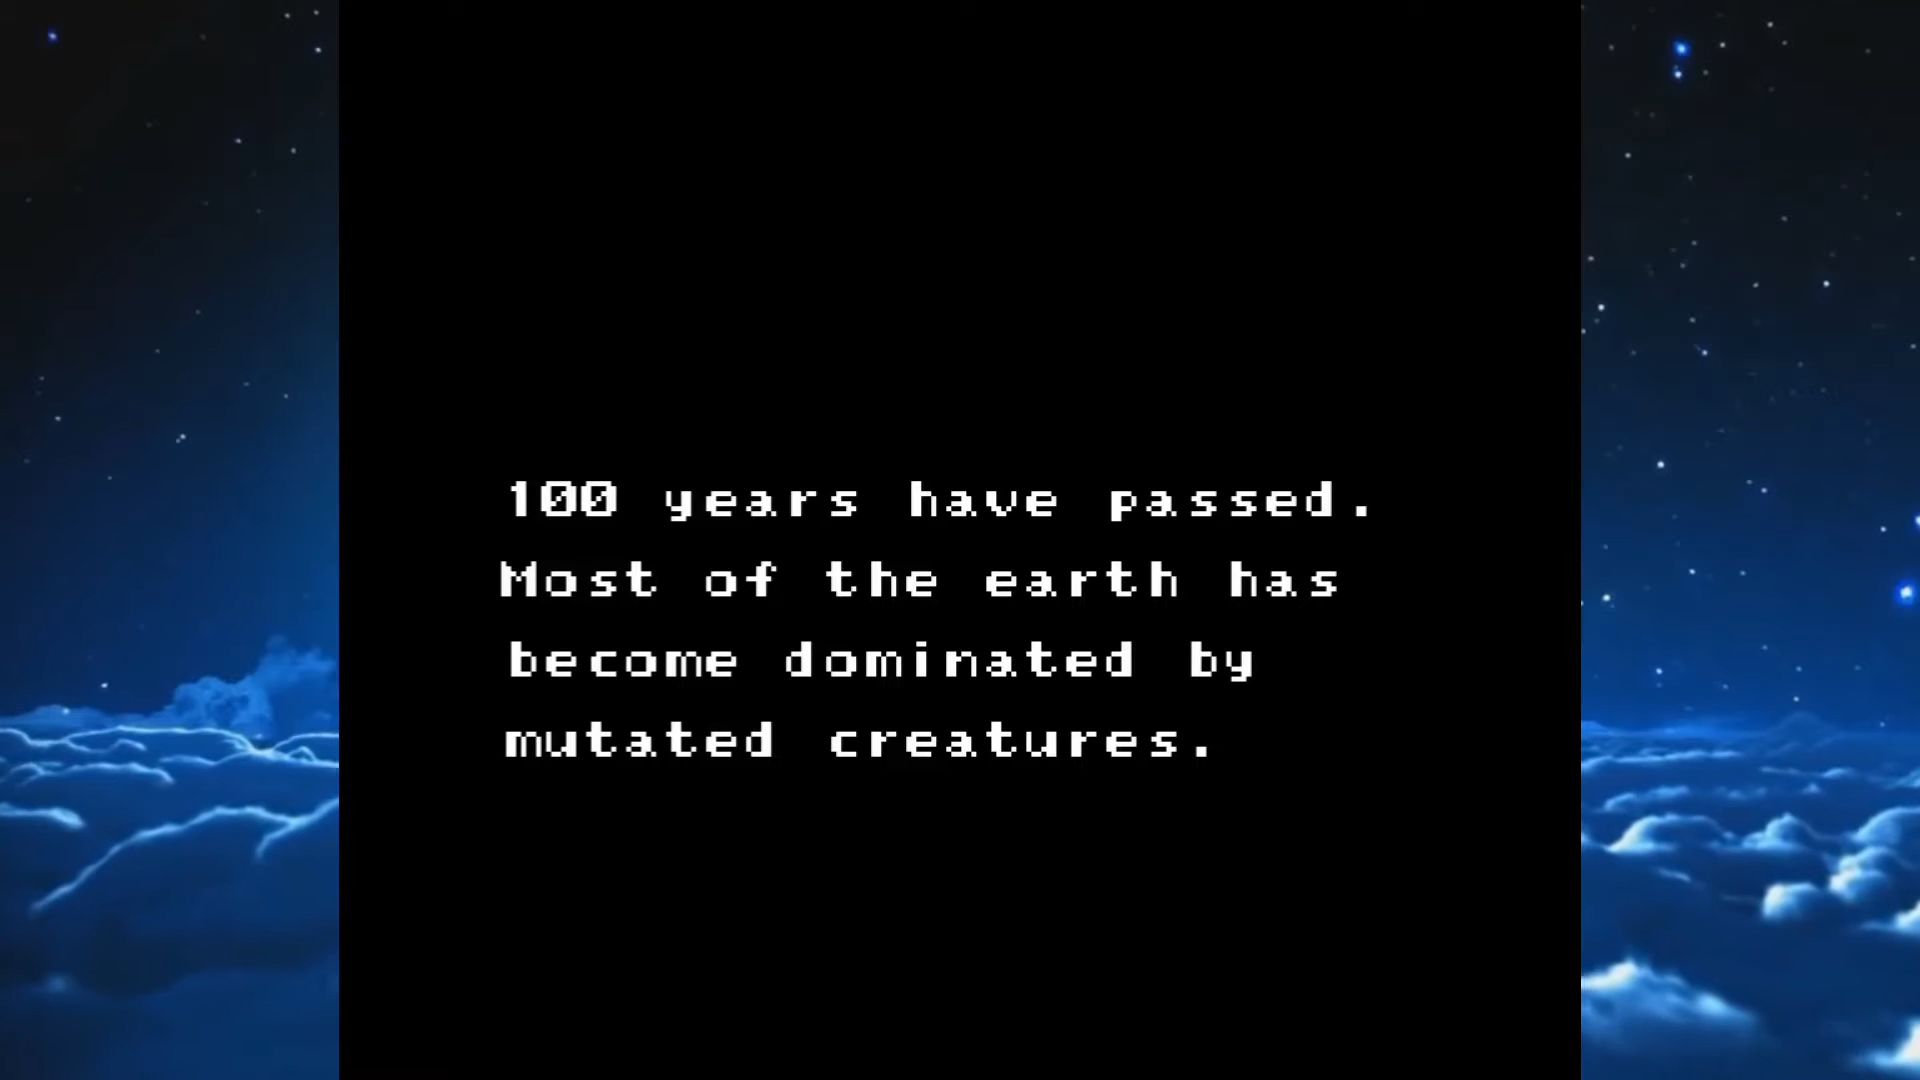 100 years have passed.
Most of the earth has
become dominated by
mutated creatures.